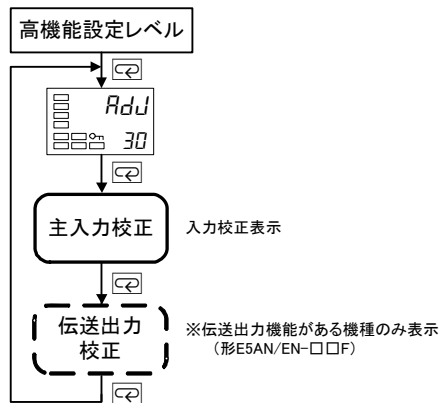 高機能設定レベル
AdJ
30
主入力校正
入力校正表示
伝送出力
校正
※伝送出力機能がある機種のみ表示
（形E5AN/EN-□□F）